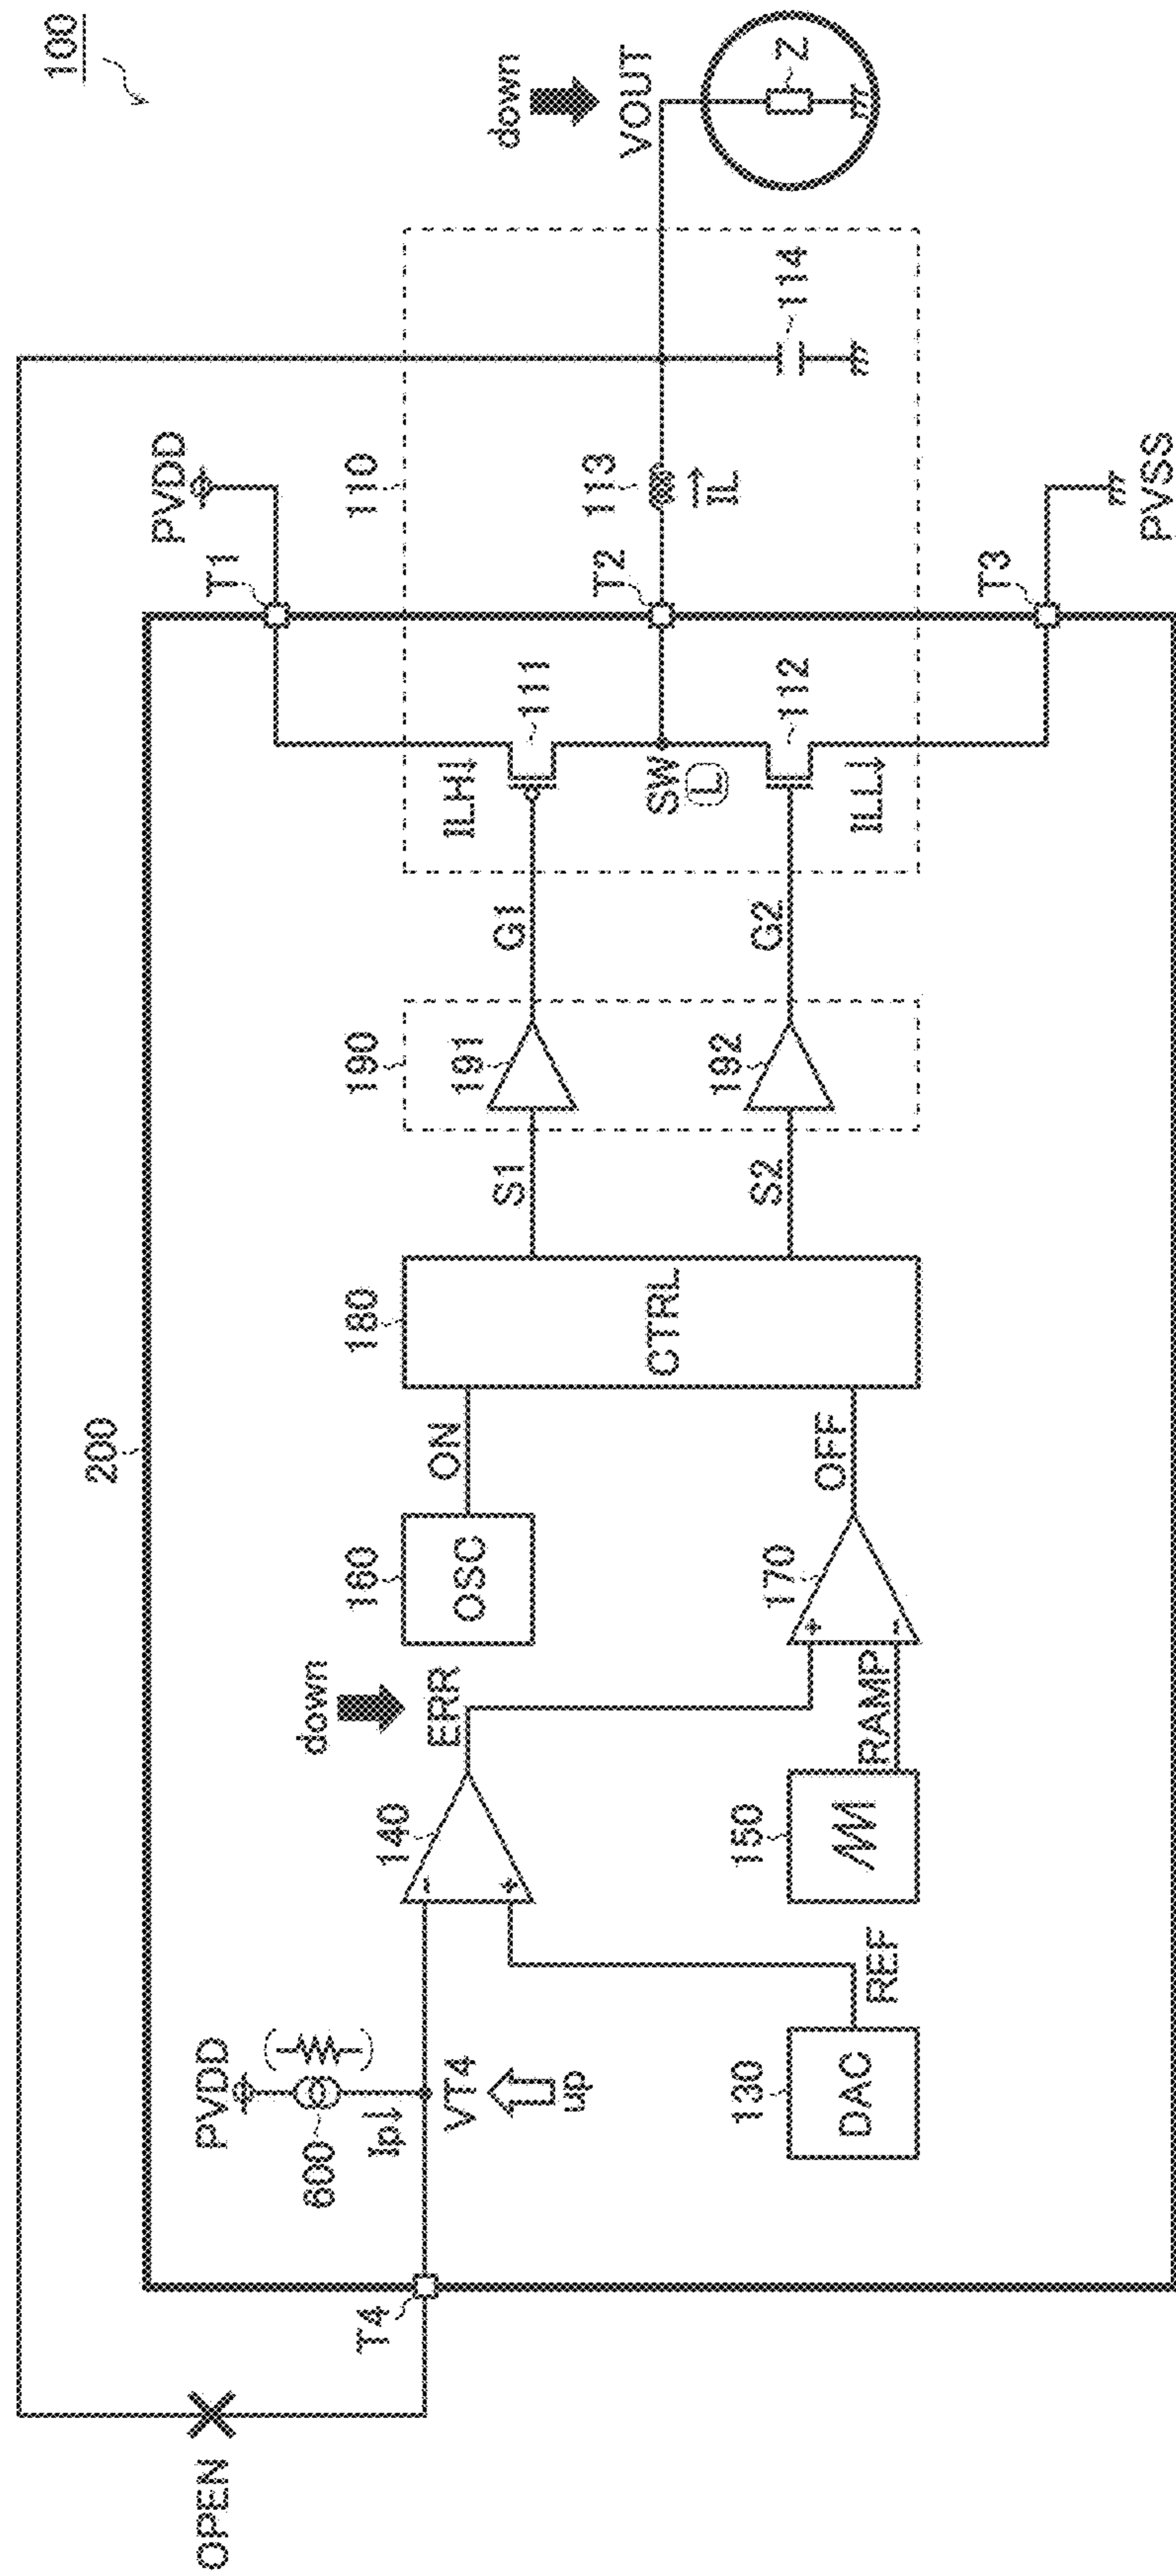 100
OPEN
T4
200
PVDD
600
Ip
VT4
up
130
DAC
REF
140
-
+
down
ERR
150
RAMP
160
OSC
ON
170
+
-
OFF
180
CTRL
S1
S2
190
191
192
G1
G2
110
ILH
111
SW
L
112
ILL
T1
PVDD
T2
T3
PVSS
113
IL
114
down
VOUT
Z